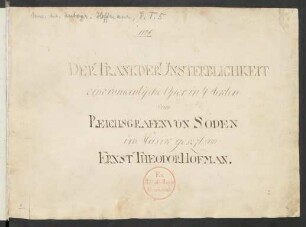 DER TRANK DER UNSTERBLICHKEIT
eine romantische Oper in 4 Akten
vom
REICHSGRAFEN VON SODEN
in Musik gesezt von
ERNST THEODOR HOFMAN.